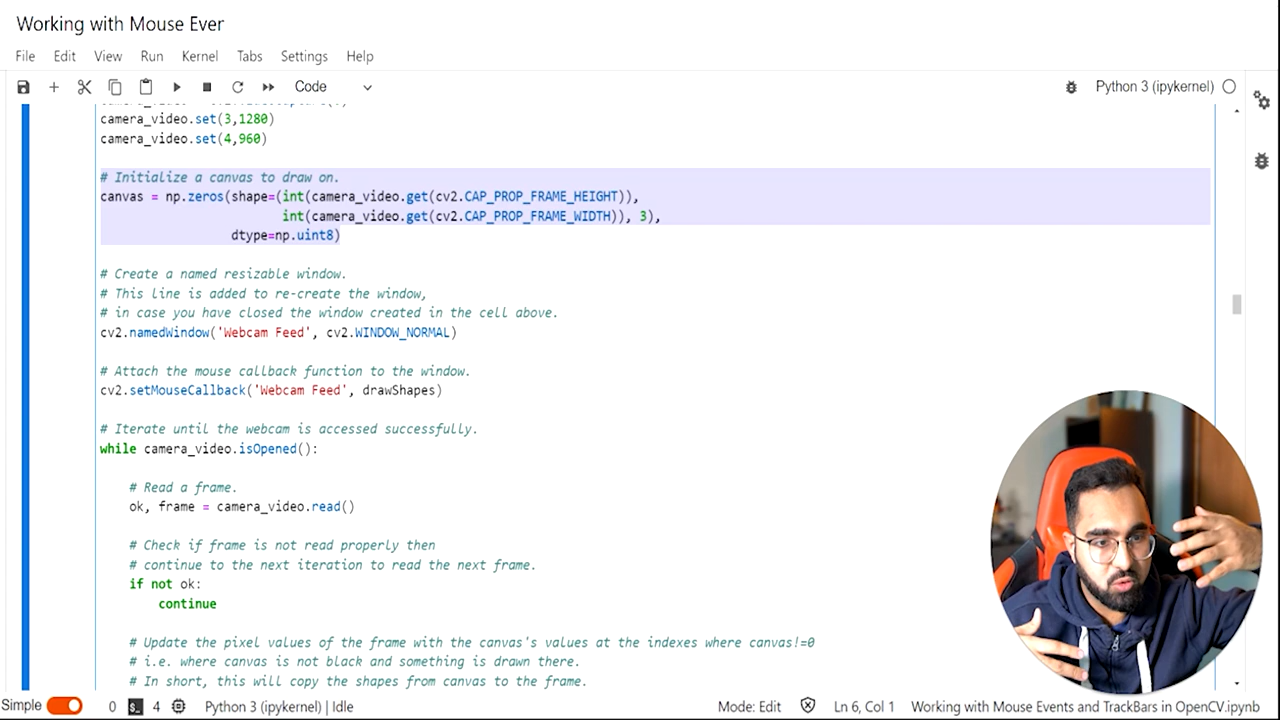 Working with Mouse Ever
File Edit View Run Kernel Tabs Settings Help
Code Python 3 (ipykernel)
camera_video.set(3,1280)
camera_video.set(4,960)
# Initialize a canvas to draw on.
canvas = np.zeros(shape=(int(camera_video.get(cv2.CAP_PROP_FRAME_HEIGHT)),
int(camera_video.get(cv2.CAP_PROP_FRAME_WIDTH)), 3),
dtype=np.uint8)
# Create a named resizable window.
# This line is added to re-create the window,
# in case you have closed the window created in the cell above.
cv2.namedWindow('Webcam Feed', cv2.WINDOW_NORMAL)
# Attach the mouse callback function to the window.
cv2.setMouseCallback('Webcam Feed', drawShapes)
# Iterate until the webcam is accessed successfully.
while camera_video.isOpened():
# Read a frame.
ok, frame = camera_video.read()
# Check if frame is not read properly then
# continue to the next iteration to read the next frame.
if not ok:
continue
# Update the pixel values of the frame with the canvas's values at the indexes where canvas!=0
# i.e. where canvas is not black and something is drawn there.
# In short, this will copy the shapes from canvas to the frame.
Simple 0 $_ 4 Python 3 (ipykernel) | Idle Mode: Edit Ln 6, Col 1 Working with Mouse Events and TrackBars in OpenCV.ipynb